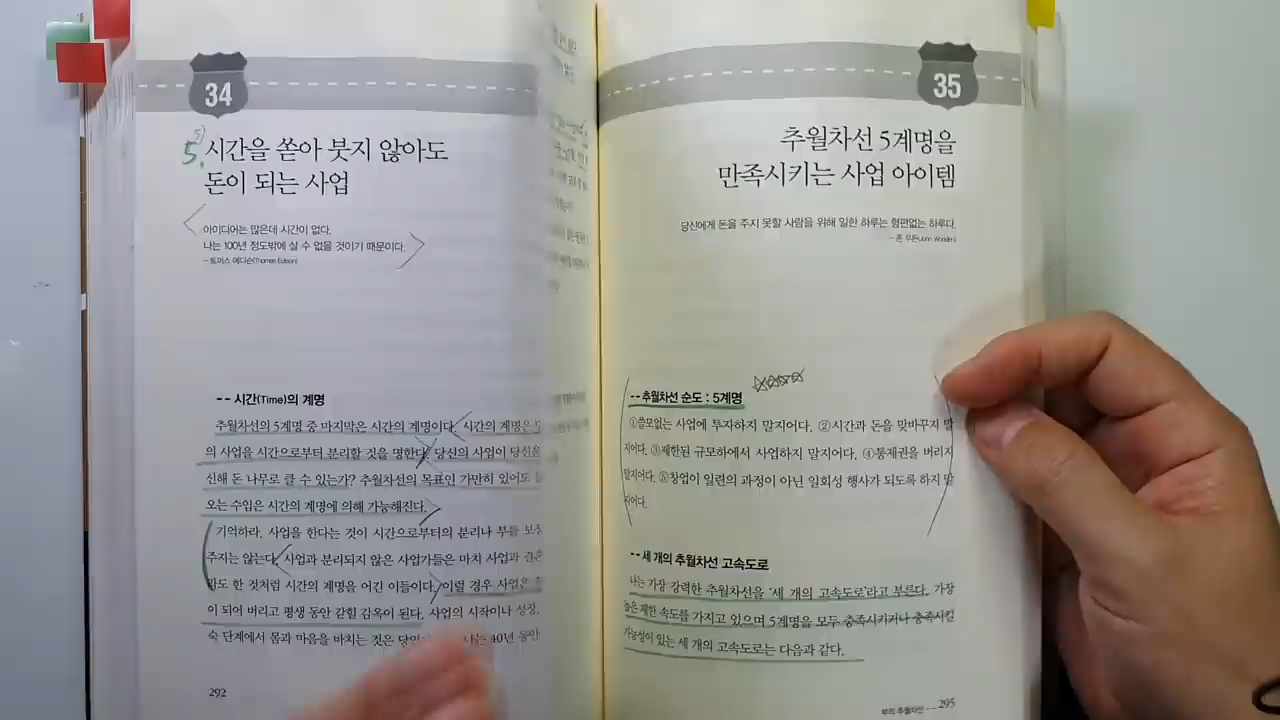 34
5.
시간을 쏟아 붓지 않아도
돈이 되는 사업
아이디어는 많은데 시간이 없다.
나는 100년 정도밖에 살 수 없을 것이기 때문이다.
- 토머스 에디슨(Thomas Edison)
-- 시간(Time)의 계명
추월차선의 5계명 중 마지막은 시간의 계명이다. 시간의 계명은
의 사업을 시간으로부터 분리할 것을 명한다. 당신의 사업이 당신을
신해 돈 나무로 클 수 있는가? 추월차선의 목표인 가만히 있어도
오는 수입은 시간의 계명에 의해 가능해진다.
기억하라. 사업을 한다는 것이 시간으로부터의 분리나 부를 보장
주지는 않는다. 사업과 분리되지 않은 사업가들은 마치 사업과 결혼
라도 한 것처럼 시간의 계명을 어긴 이들이다. 이럴 경우 사업은
이 되어 버리고 평생 동안 갇힐 감옥이 된다. 사업의 시작이나 성장,
숙 단계에서 몸과 마음을 바치는 것은 나는 40년 동안
292
35
추월차선 5계명을
만족시키는 사업 아이템
당신에게 돈을 주지 못할 사람을 위해 일한 하루는 형편없는 하루다.
- 존 우든(John Wooden)
-- 추월차선 순도 : 5계명
①쓸모없는 사업에 투자하지 말지어다. ②시간과 돈을 맞바꾸지 말
지어다. ③제한된 규모하에서 사업하지 말지어다. ④통제권을 버리지
말지어다. ⑤창업이 일련의 과정이 아닌 일회성 행사가 되도록 하지 말
지어다.
-- 세 개의 추월차선 고속도로
나는 가장 강력한 추월차선을 '세 개의 고속도로'라고 부른다. 가장
높은 제한 속도를 가지고 있으며 5계명을 모두 충족시키거나 충족시킬
가능성이 있는 세 개의 고속도로는 다음과 같다.
부의 추월차선 __ 295